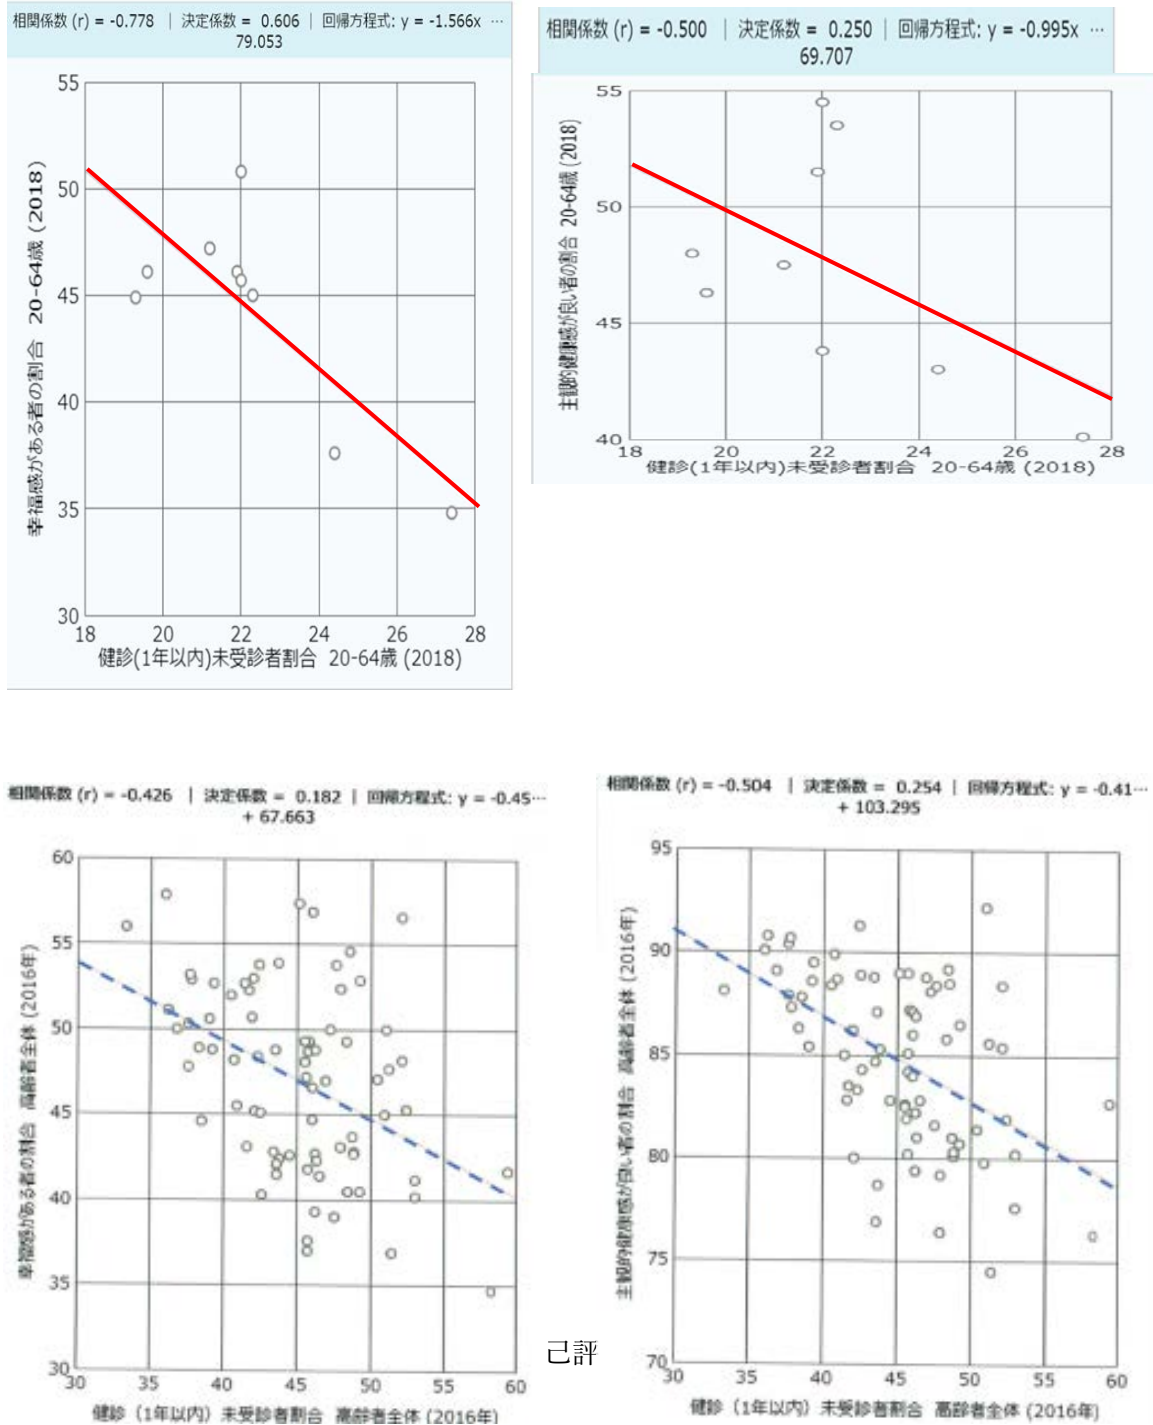 相関係数 (r) = -0.778 | 決定係数 = 0.606 | 回帰方程式: y = -1.566x …
79.053
55
50
45
40
35
30
18 20 22 24 26 28
幸福感がある者の割合 20-64歳 (2018)
健診(1年以内)未受診者割合 20-64歳 (2018)
相関係数 (r) = -0.500 | 決定係数 = 0.250 | 回帰方程式: y = -0.995x …
69.707
55
50
45
40
18 20 22 24 26 28
主観的健康感が良い者の割合 20-64歳 (2018)
健診(1年以内)未受診者割合 20-64歳 (2018)
相関係数 (r) = -0.426 | 決定係数 = 0.182 | 回帰方程式: y = -0.45…
+ 67.663
60
55
50
45
40
35
30
30 35 40 45 50 55 60
幸福感がある者の割合 高齢者全体 (2016年)
健診 (1年以内) 未受診者割合 高齢者全体 (2016年)
己評
相関係数 (r) = -0.504 | 決定係数 = 0.254 | 回帰方程式: y = -0.41…
+ 103.295
95
90
85
80
75
70
30 35 40 45 50 55 60
主観的健康感が良い者の割合 高齢者全体 (2016年)
健診 (1年以内) 未受診者割合 高齢者全体 (2016年)